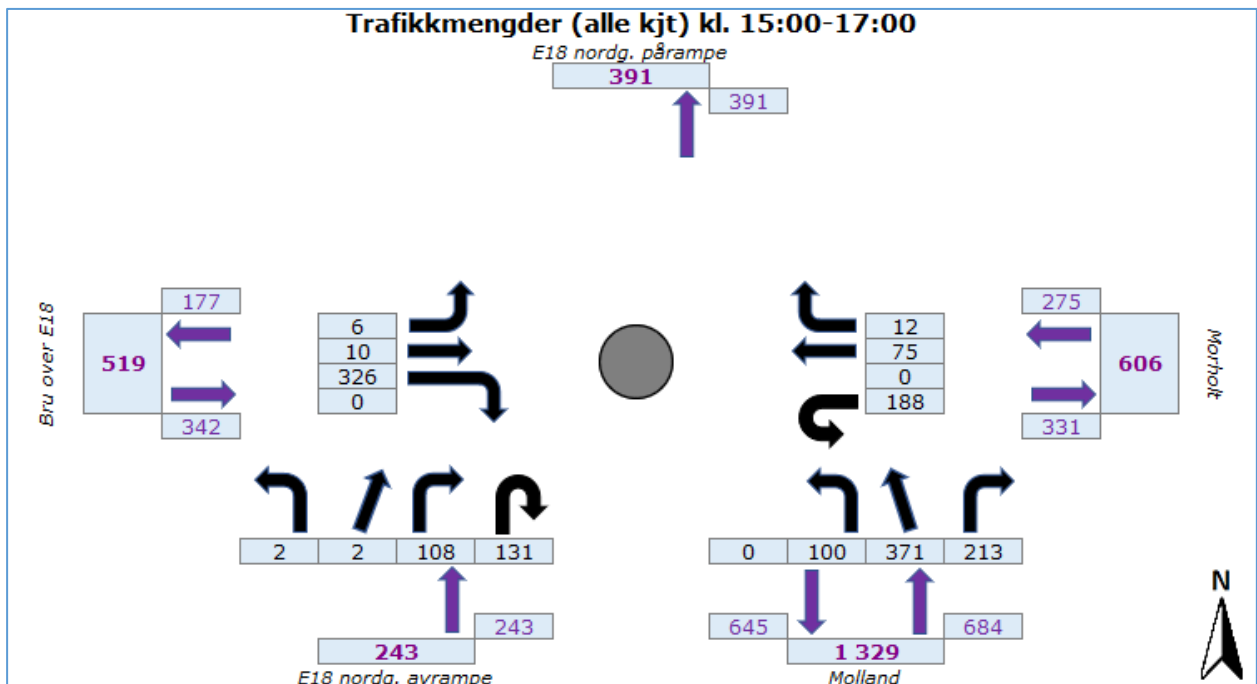 Trafikkmengder (alle kjt) kl. 15:00-17:00
E18 nordg. pårampe
391
391
Bru over E18
177
519
342
6
10
326
0
12
75
0
188
275
606
331
Morholt
2 2 108 131
0 100 371 213
243
243
E18 nordg. avrampe
645
684
1 329
Molland
N